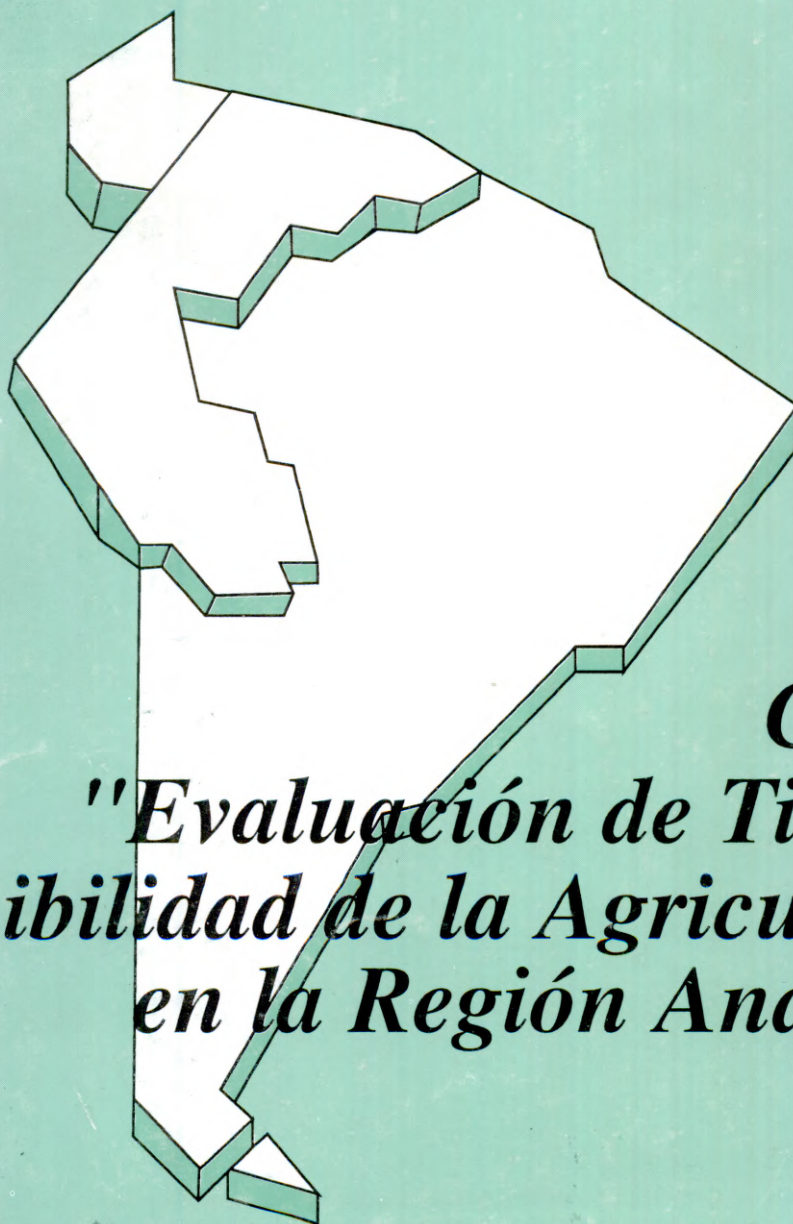 C
"Evaluación de Ti
ibilidad de la Agricu
en la Región And